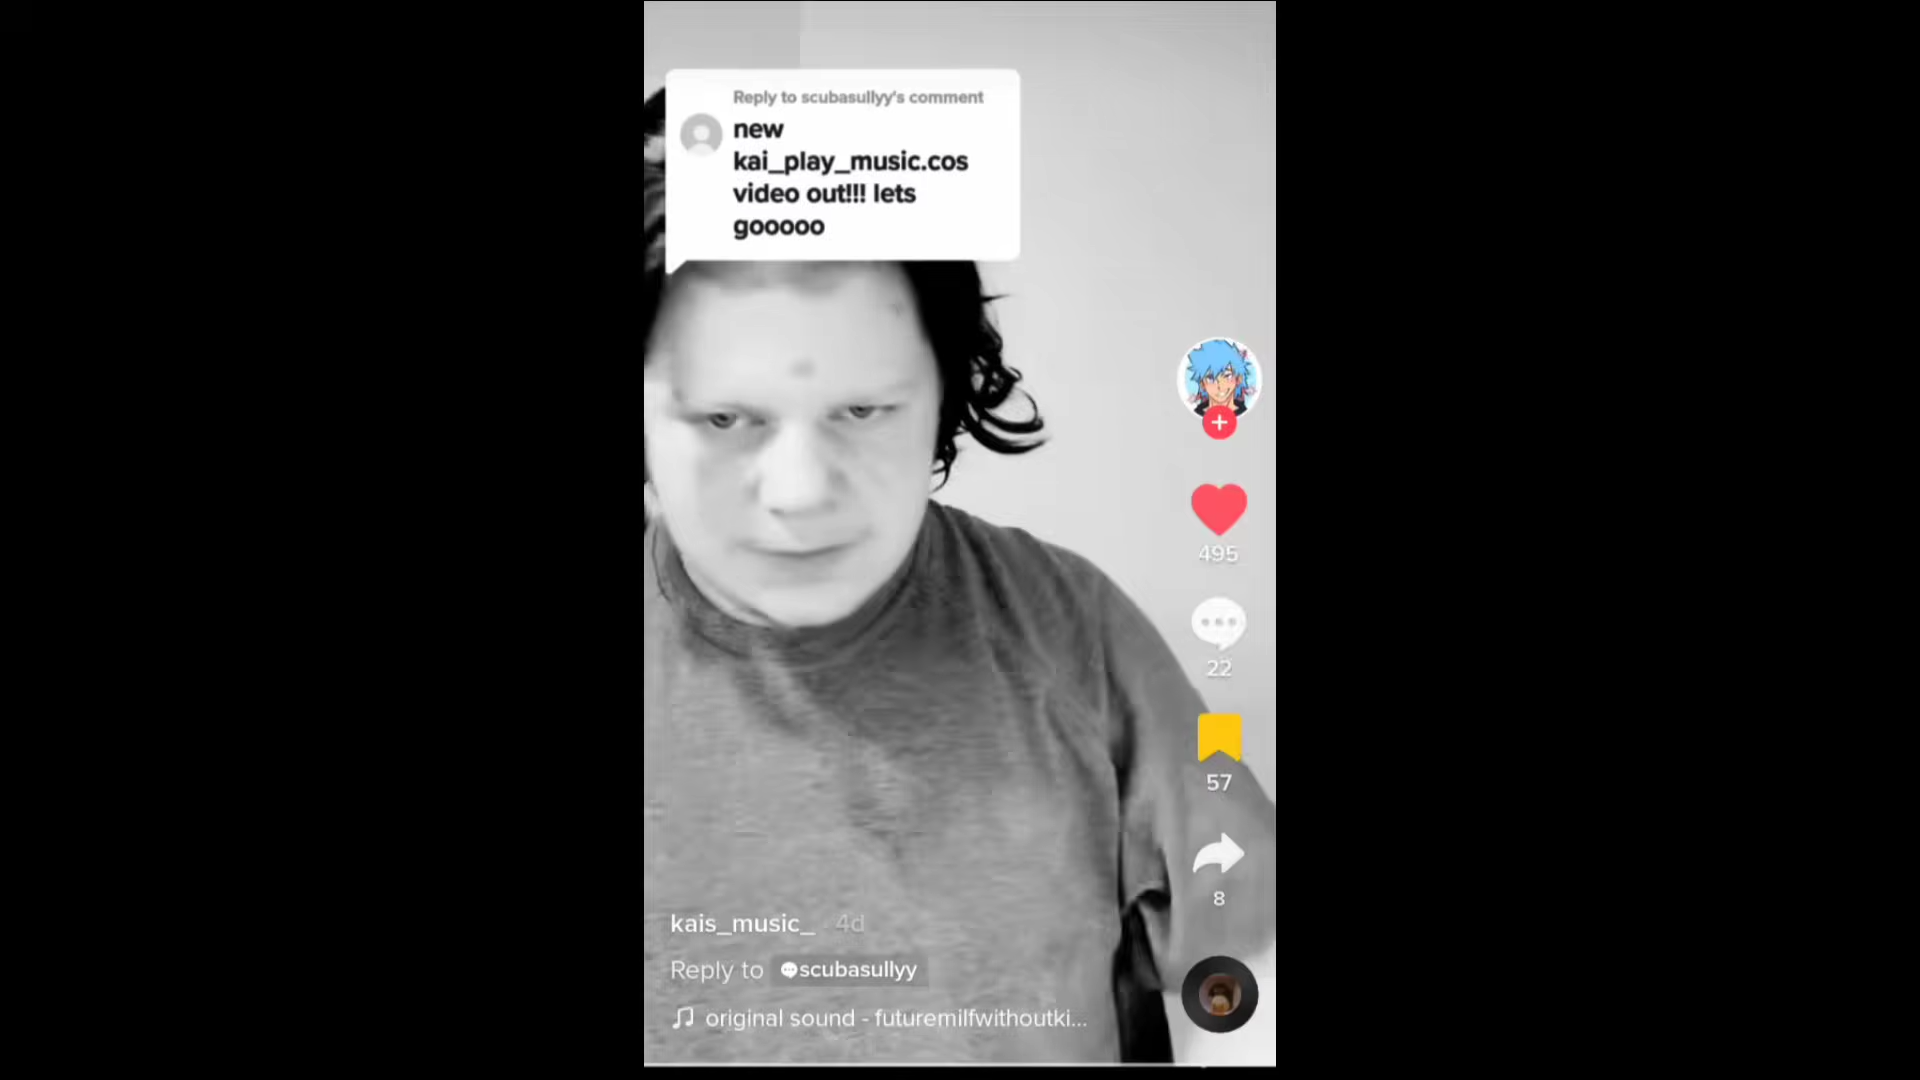 Reply to scubasullyy's comment
new
kai_play_music.cos
video out!!! lets
gooooo
495
22
57
8
kais_music_ · 4d
Reply to scubasullyy
original sound - futuremilfwithoutki...